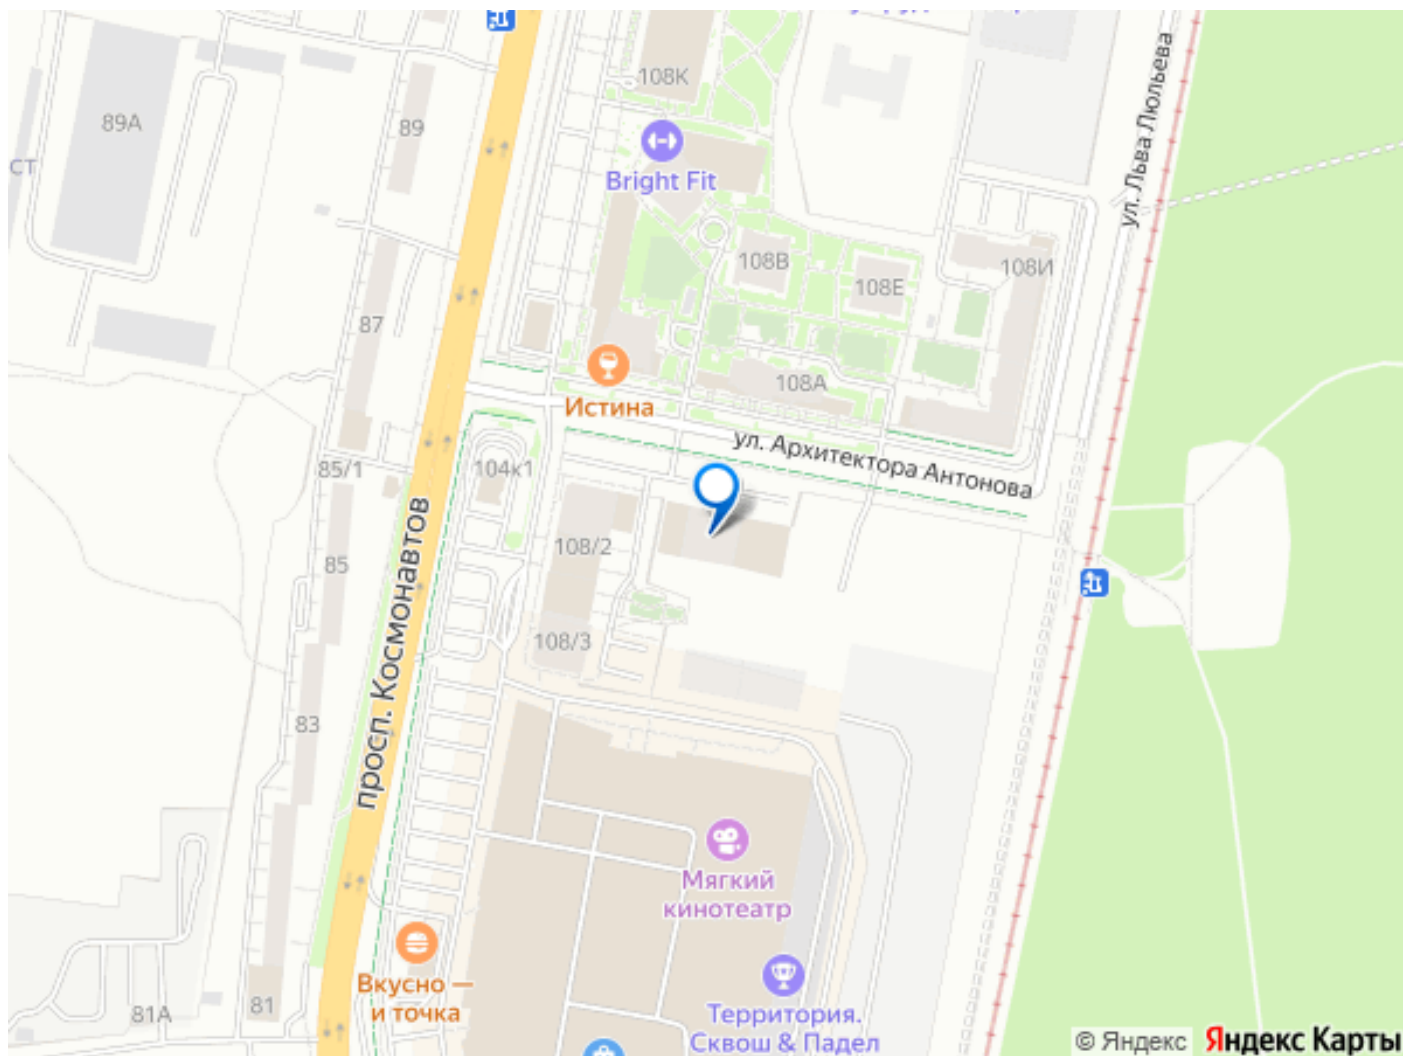 108К
ул. Льва Люльева
89А
89
СТ
Bright Fit
108В
108И
108Е
87
108А
Истина
ул. Архитектора Антонова
85/1
104к1
просп. Космонавтов
85
108/2
108/3
83
Мягкий
кинотеатр
Вкусно —
и точка
81
81А
Территория.
Сквош & Падел
© Яндекс Яндекс Карты